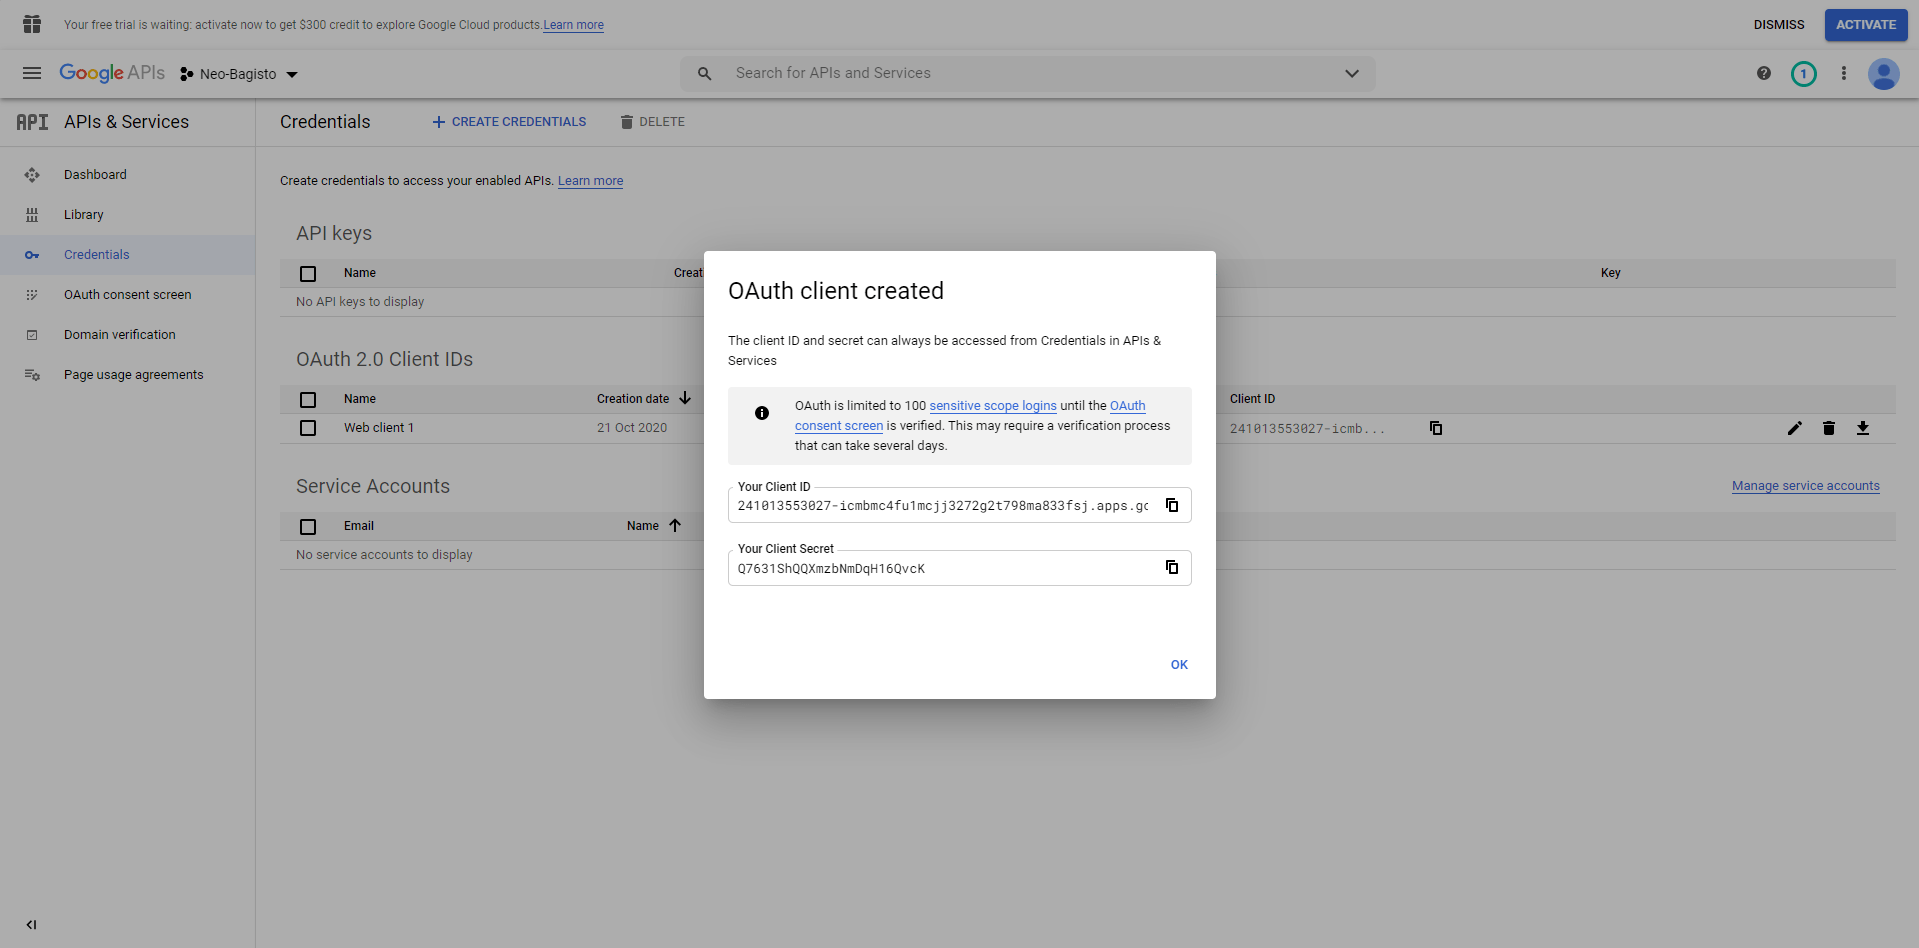 Your free trial is waiting: activate now to get $300 credit to explore Google Cloud products. Learn more
DISMISS
ACTIVATE
Google APIs
Neo-Bagisto
Search for APIs and Services
1
API
APIs & Services
Credentials
CREATE CREDENTIALS
DELETE
Dashboard
Library
Credentials
OAuth consent screen
Domain verification
Page usage agreements
Create credentials to access your enabled APIs. Learn more
API keys
Name
Creat
Key
No API keys to display
OAuth 2.0 Client IDs
Name
Creation date
Client ID
Web client 1
21 Oct 2020
241013553027-icmb...
Service Accounts
Manage service accounts
Email
Name
No service accounts to display
OAuth client created
The client ID and secret can always be accessed from Credentials in APIs &
Services
OAuth is limited to 100 sensitive scope logins until the OAuth
consent screen is verified. This may require a verification process
that can take several days.
Your Client ID
241013553027-icmbmc4fu1mcjj3272g2t798ma833fsj.apps.gc
Your Client Secret
Q7631ShQQXmzbNmDqH16QvcK
OK